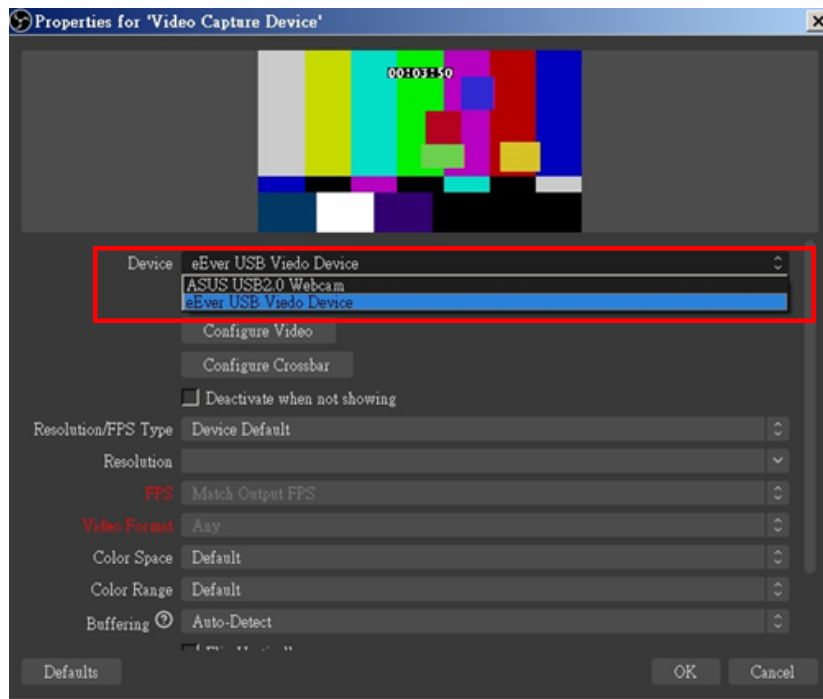 Properties for 'Video Capture Device'
00:03:50
Device eEver USB Viedo Device
ASUS USB2.0 Webcam
eEver USB Viedo Device
Configure Video
Configure Crossbar
Deactivate when not showing
Resolution/FPS Type Device Default
Resolution
FPS Match Output FPS
Video Format Any
Color Space Default
Color Range Default
Buffering ? Auto-Detect
Defaults OK Cancel